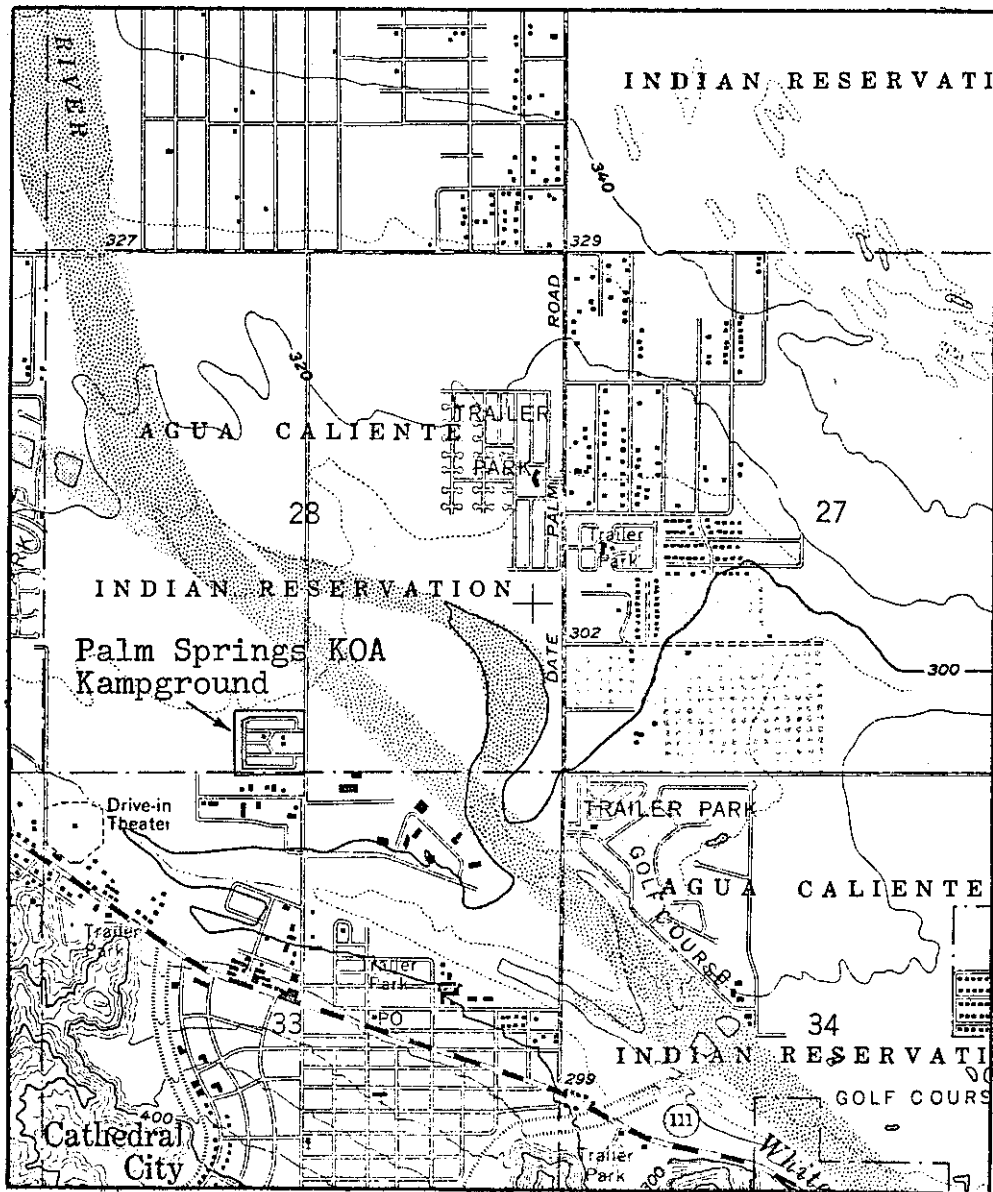 RIVER
INDIAN RESERVATI
340
327
329
ROAD
320
TRAILER
PARK
AGUA CALIENTE
28
PALM
27
Trailer
Park
INDIAN RESERVATION
302
DATE
300
Palm Springs KOA
Kampground
Drive-in
Theater
TRAILER PARK
GOLF COURSE
AGUA CALIENTE
Trailer
Park
Trailer
Park
33
PO
34
INDIAN RESERVATI
299
GOLF COURS
111
400
Cathedral
City
Trailer
Park
300
White